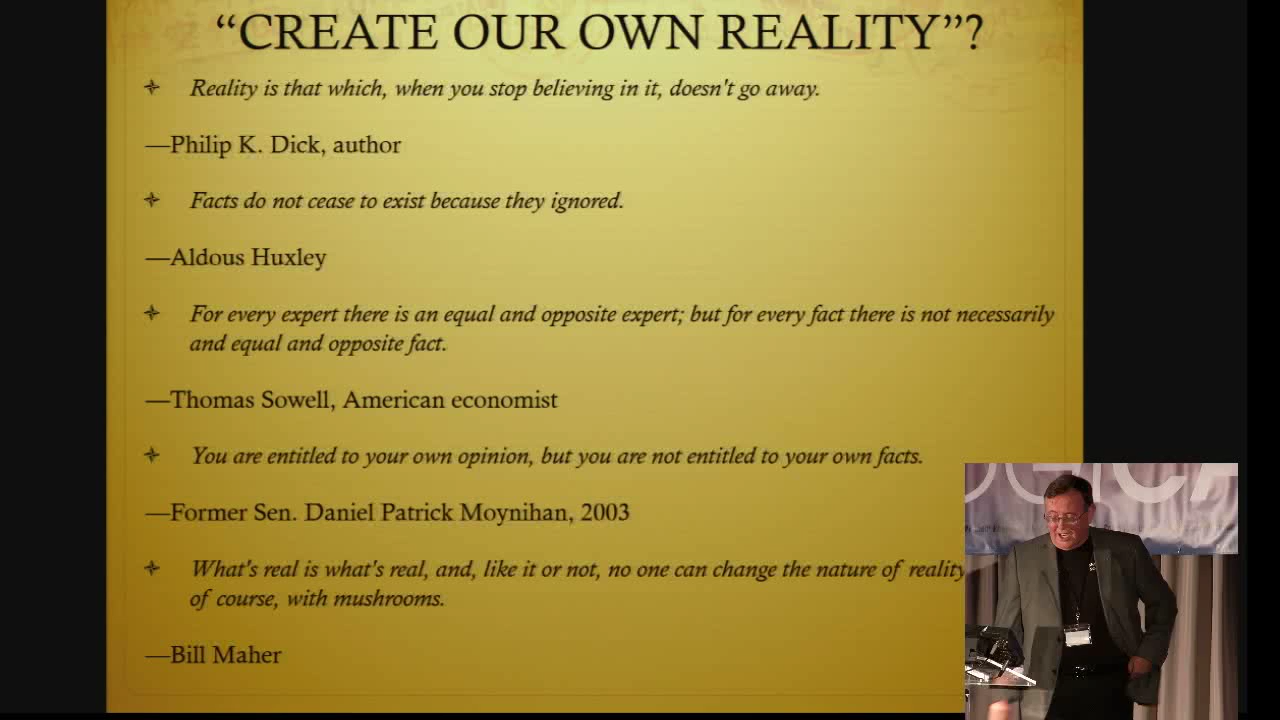 “CREATE OUR OWN REALITY”?
Reality is that which, when you stop believing in it, doesn't go away.
—Philip K. Dick, author
Facts do not cease to exist because they ignored.
—Aldous Huxley
For every expert there is an equal and opposite expert; but for every fact there is not necessarily
and equal and opposite fact.
—Thomas Sowell, American economist
You are entitled to your own opinion, but you are not entitled to your own facts.
—Former Sen. Daniel Patrick Moynihan, 2003
What's real is what's real, and, like it or not, no one can change the nature of reality
of course, with mushrooms.
—Bill Maher